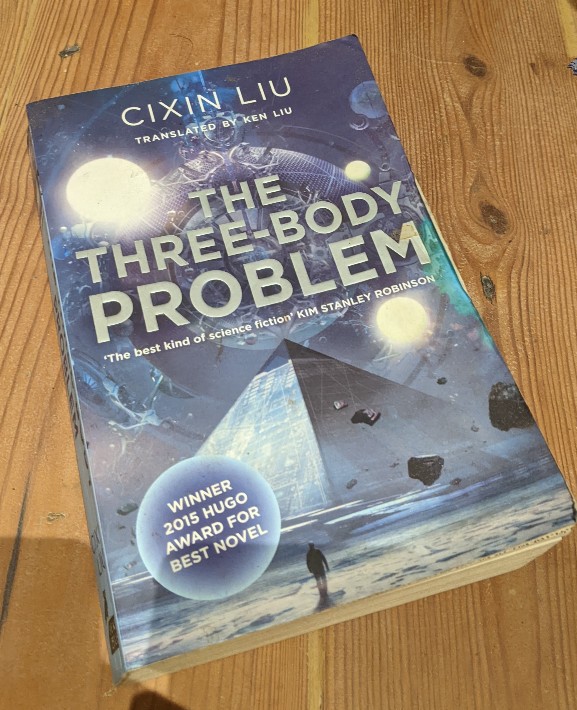 CIXIN LIU
TRANSLATED BY KEN LIU
THE
THREE-BODY
PROBLEM
'The best kind of science fiction' KIM STANLEY ROBINSON
WINNER
2015 HUGO
AWARD FOR
BEST NOVEL